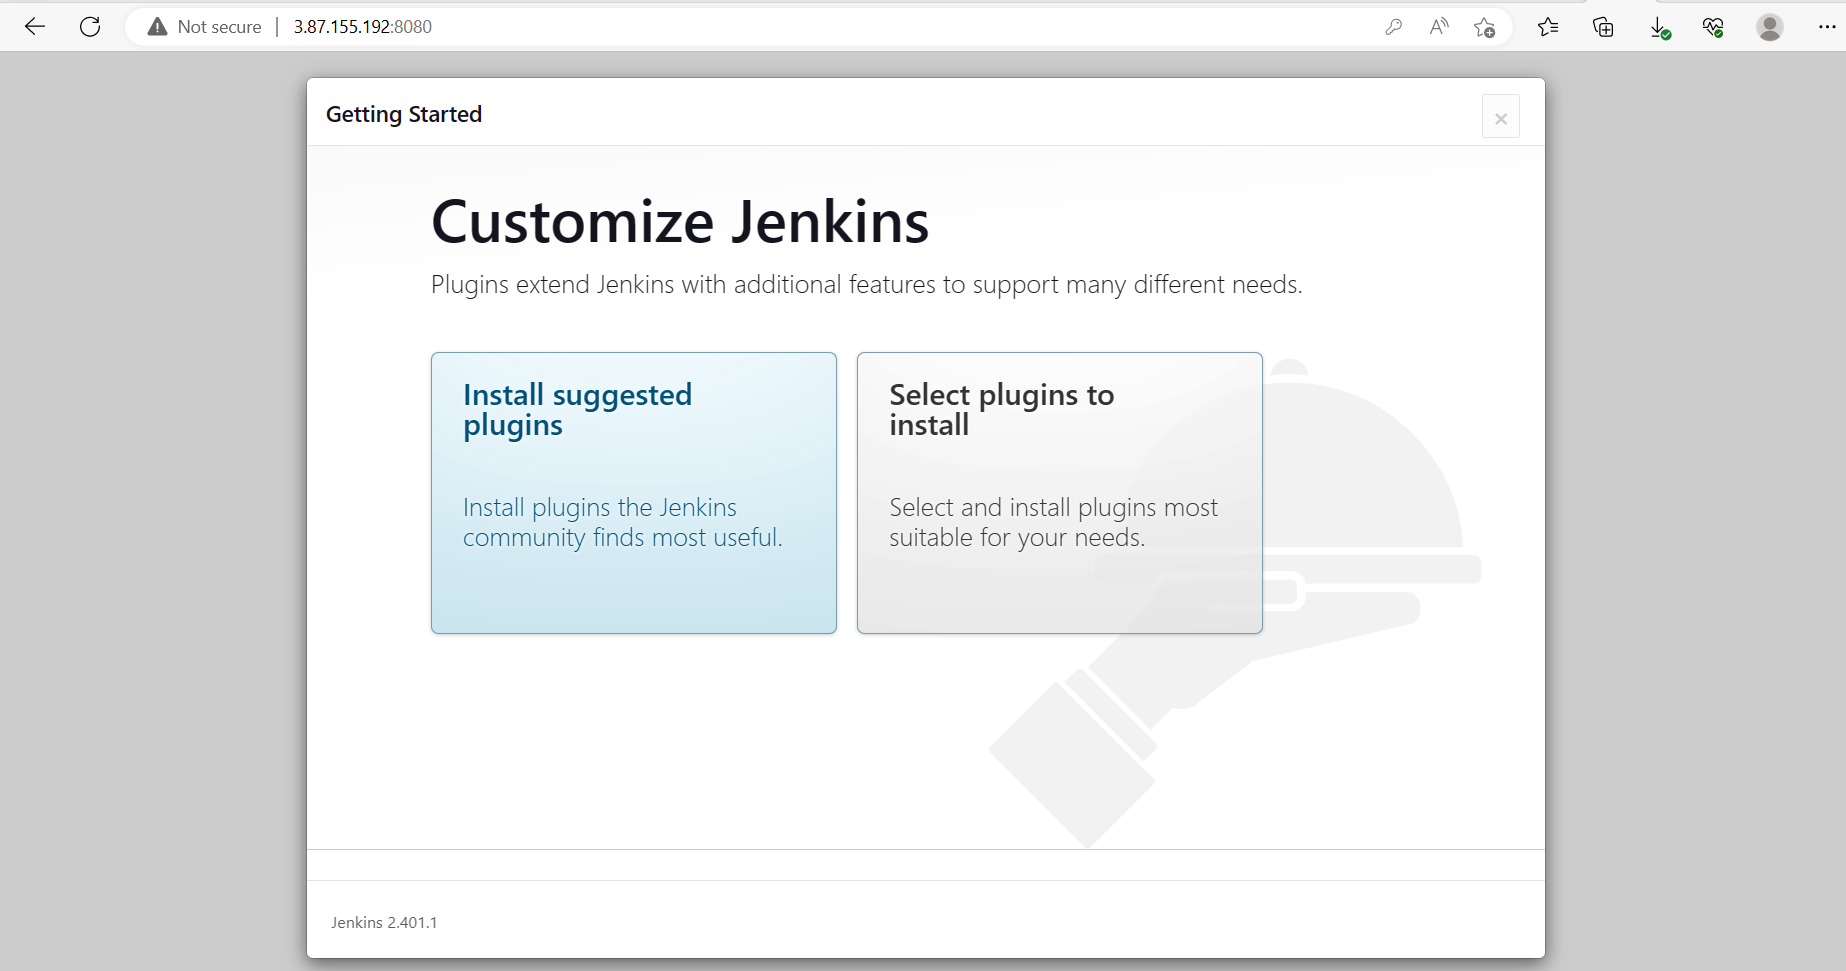 Not secure | 3.87.155.192:8080
Getting Started
×
Customize Jenkins
Plugins extend Jenkins with additional features to support many different needs.
Install suggested
plugins
Install plugins the Jenkins
community finds most useful.
Select plugins to
install
Select and install plugins most
suitable for your needs.
Jenkins 2.401.1